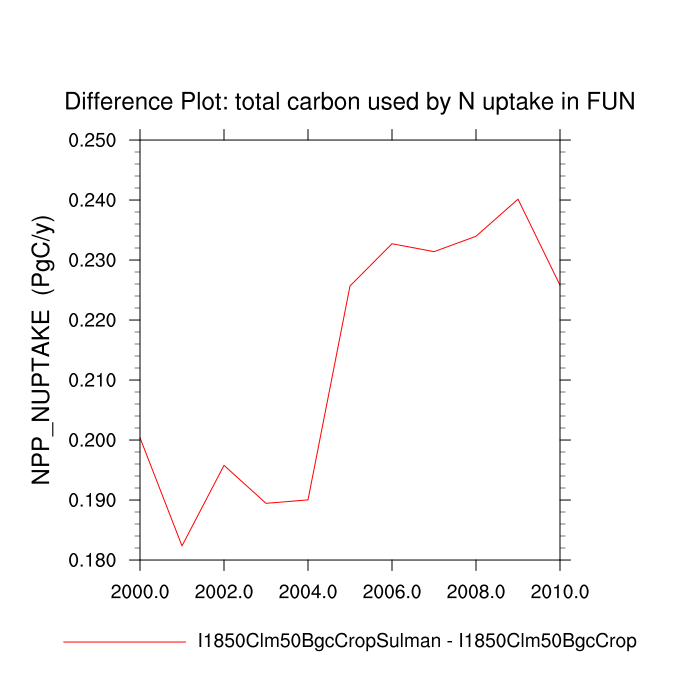 Difference Plot: total carbon used by N uptake in FUN
NPP_NUPTAKE (PgC/y)
0.250
0.240
0.230
0.220
0.210
0.200
0.190
0.180
2000.0 2002.0 2004.0 2006.0 2008.0 2010.0
I1850Clm50BgcCropSulman - I1850Clm50BgcCrop